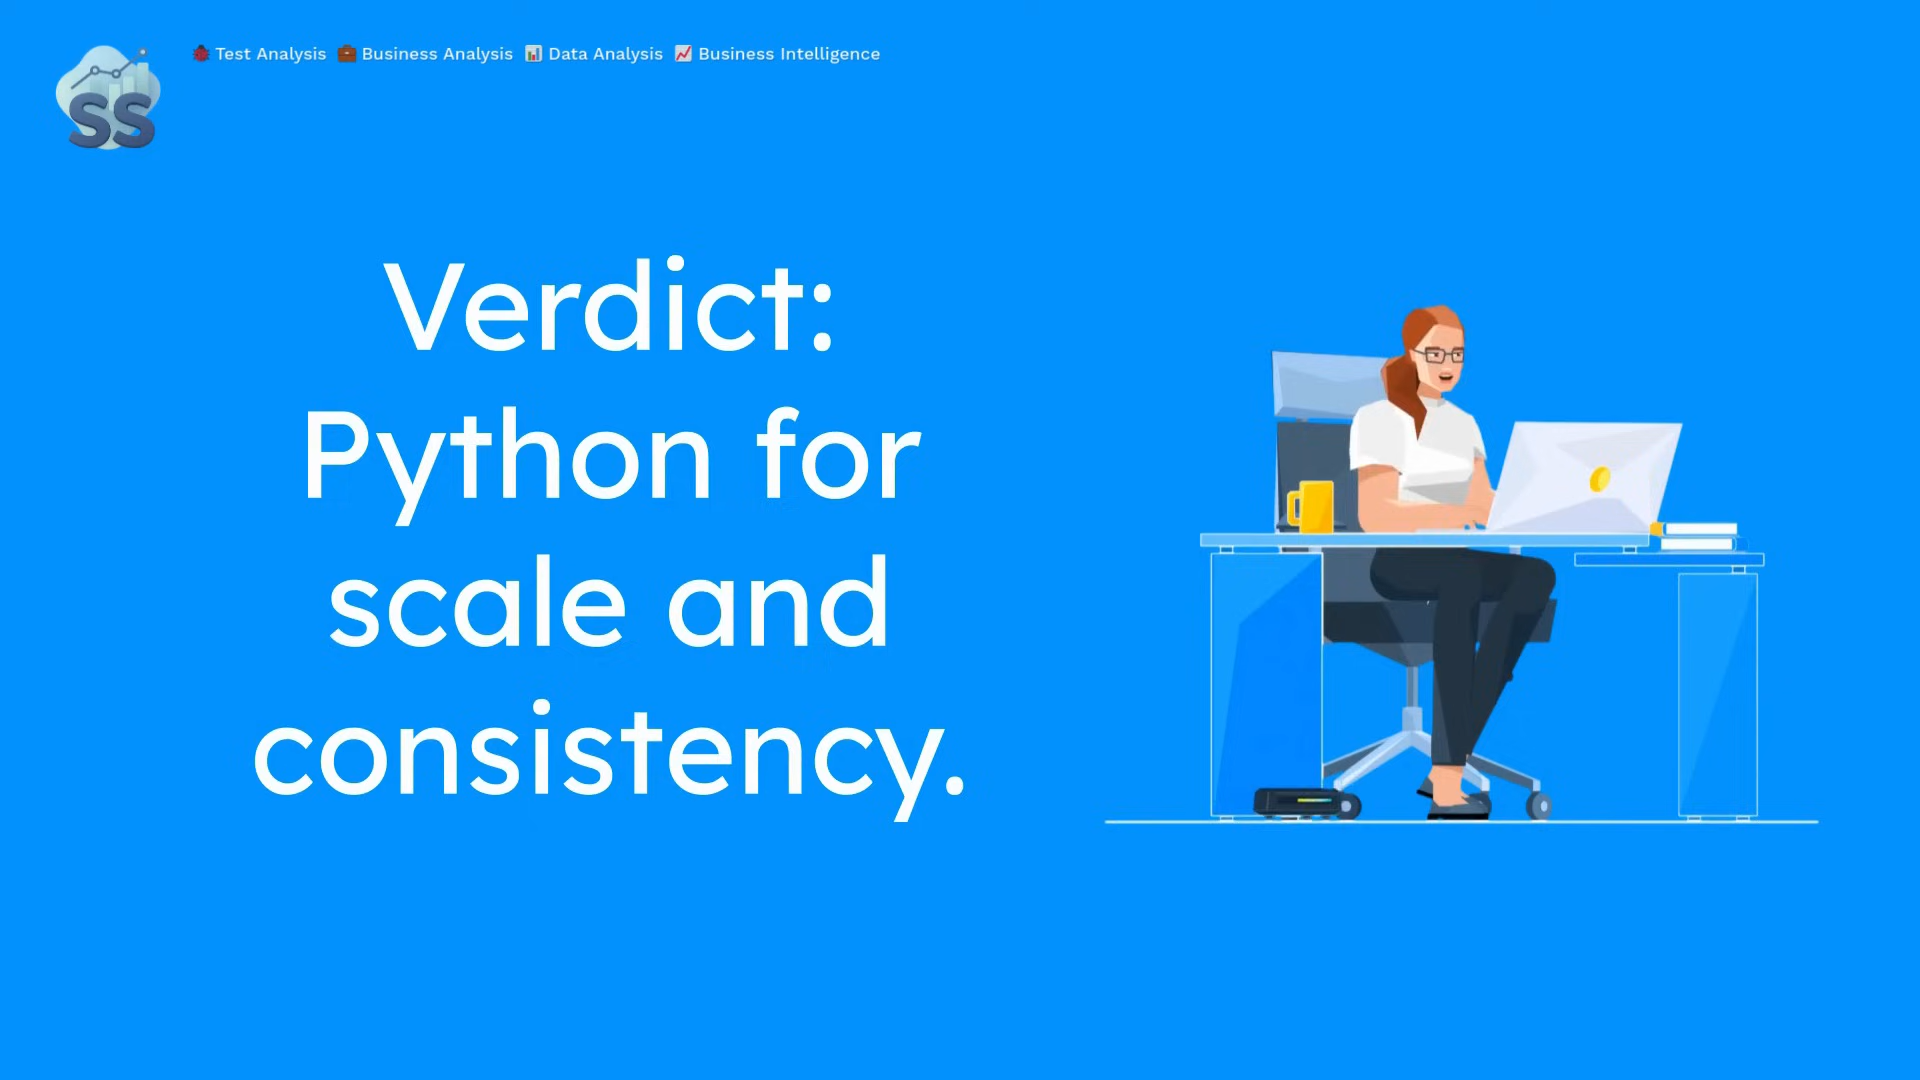 SS
Test Analysis Business Analysis Data Analysis Business Intelligence
Verdict:
Python for
scale and
consistency.